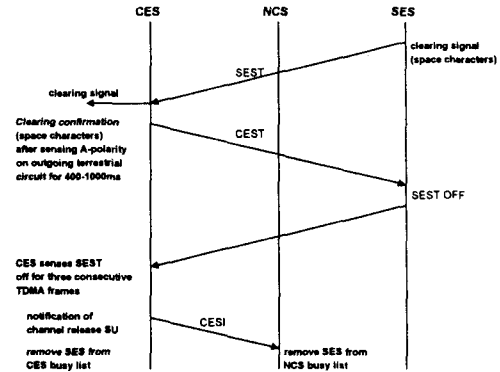 CES NCS SES
clearing signal
(space characters)
SEST
clearing signal
Clearing confirmation
(space characters)
after sensing A-polarity
on outgoing terrestrial
circuit for 400-1000ms
CEST
SEST OFF
CES senses SEST
off for three consecutive
TDMA frames
notification of
channel release SU
CESI
remove SES from
CES busy list
remove SES from
NCS busy list